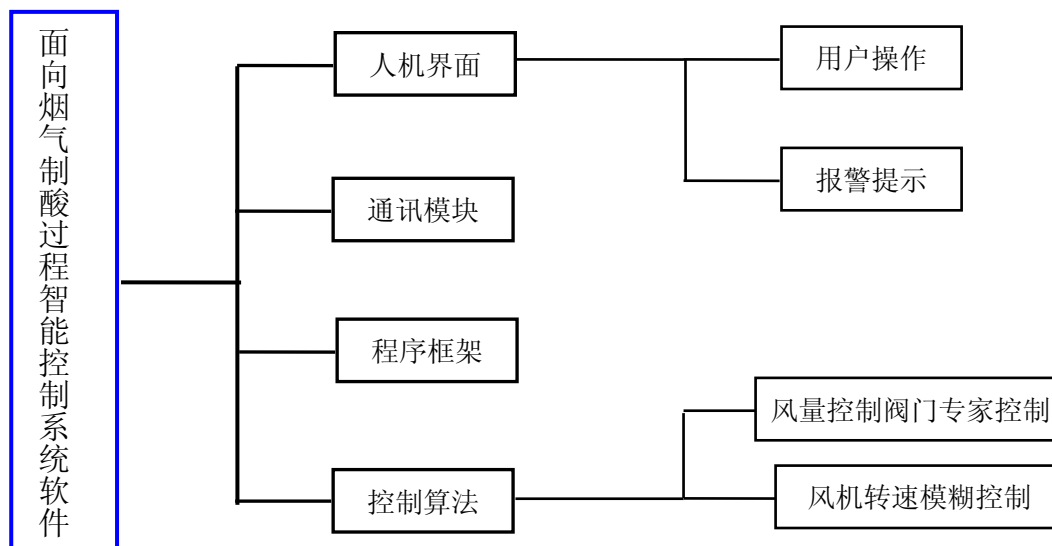 面向烟气制酸过程智能控制系统软件
人机界面
用户操作
报警提示
通讯模块
程序框架
控制算法
风量控制阀门专家控制
风机转速模糊控制